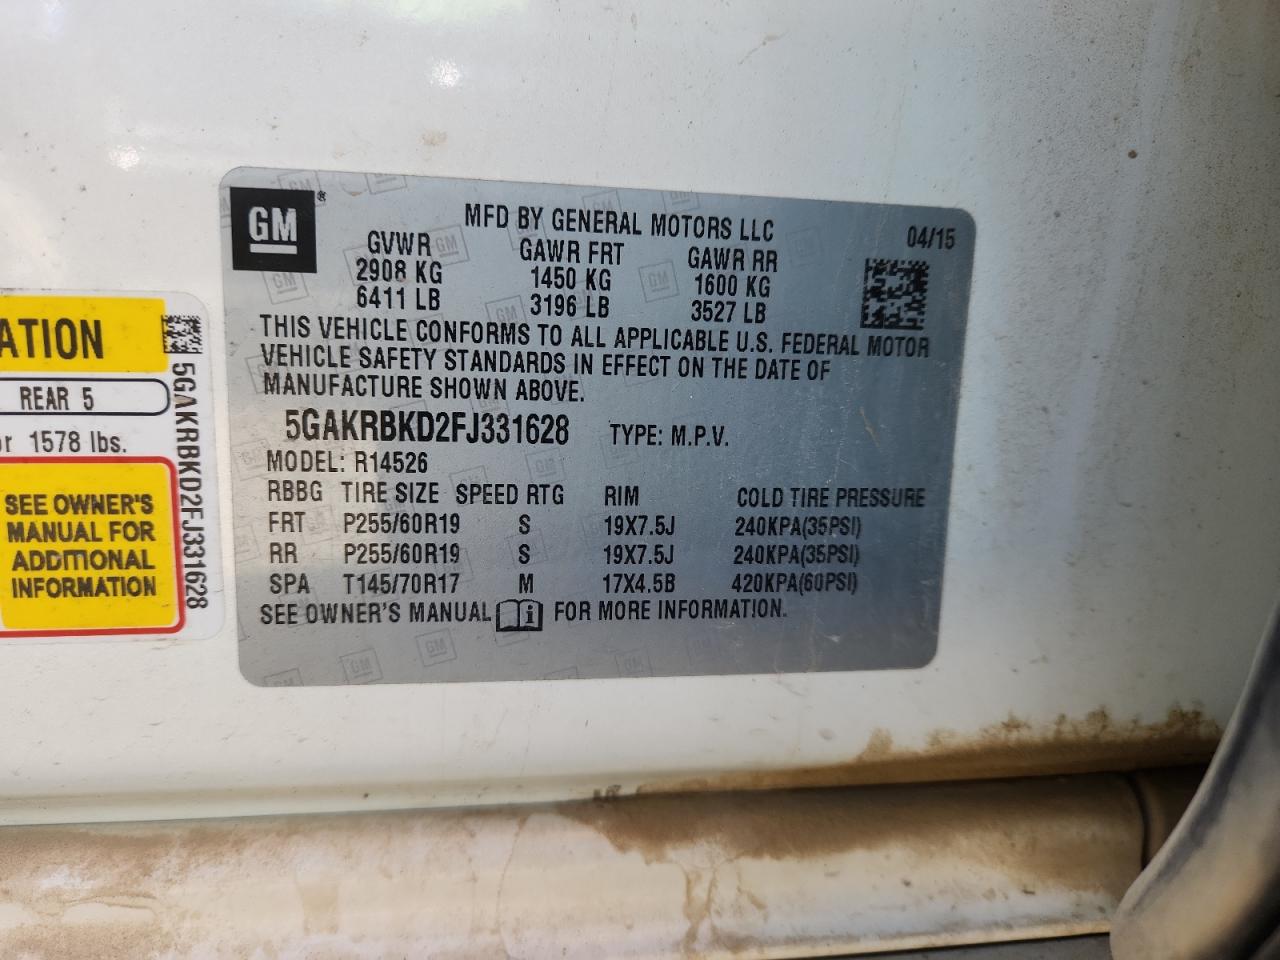 GM®
MFD BY GENERAL MOTORS LLC
04/15
GVWR GAWR FRT GAWR RR
2908 KG 1450 KG 1600 KG
6411 LB 3196 LB 3527 LB
THIS VEHICLE CONFORMS TO ALL APPLICABLE U.S. FEDERAL MOTOR
VEHICLE SAFETY STANDARDS IN EFFECT ON THE DATE OF
MANUFACTURE SHOWN ABOVE.
5GAKRBKD2FJ331628 TYPE: M.P.V.
MODEL: R14526
RBBG TIRE SIZE SPEED RTG RIM COLD TIRE PRESSURE
FRT P255/60R19 S 19X7.5J 240KPA(35PSI)
RR P255/60R19 S 19X7.5J 240KPA(35PSI)
SPA T145/70R17 M 17X4.5B 420KPA(60PSI)
SEE OWNER'S MANUAL i FOR MORE INFORMATION.
ATION
REAR 5
or 1578 lbs.
SEE OWNER'S
MANUAL FOR
ADDITIONAL
INFORMATION
5GAKRBKD2FJ331628